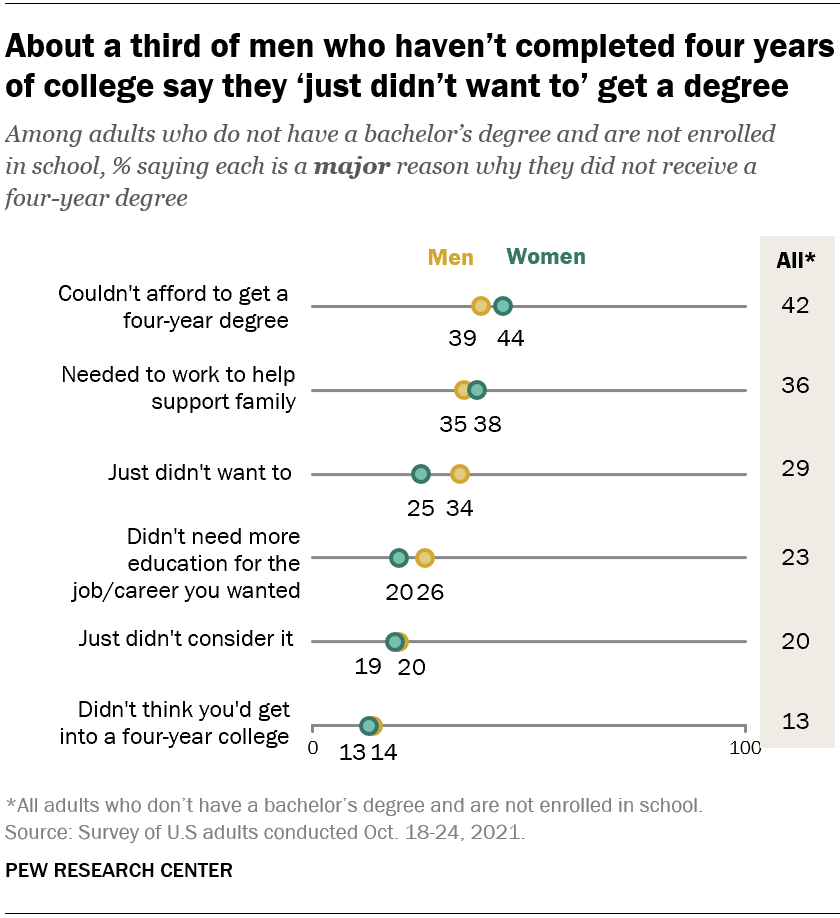 About a third of men who haven’t completed four years
of college say they ‘just didn’t want to’ get a degree
Among adults who do not have a bachelor’s degree and are not enrolled
in school, % saying each is a major reason why they did not receive a
four-year degree
Men Women All*
Couldn't afford to get a
four-year degree
39 44 42
Needed to work to help
support family
35 38 36
Just didn't want to
25 34 29
Didn't need more
education for the
job/career you wanted
20 26 23
Just didn't consider it
19 20 20
Didn't think you'd get
into a four-year college
0 13 14 100 13
*All adults who don’t have a bachelor’s degree and are not enrolled in school.
Source: Survey of U.S adults conducted Oct. 18-24, 2021.
PEW RESEARCH CENTER